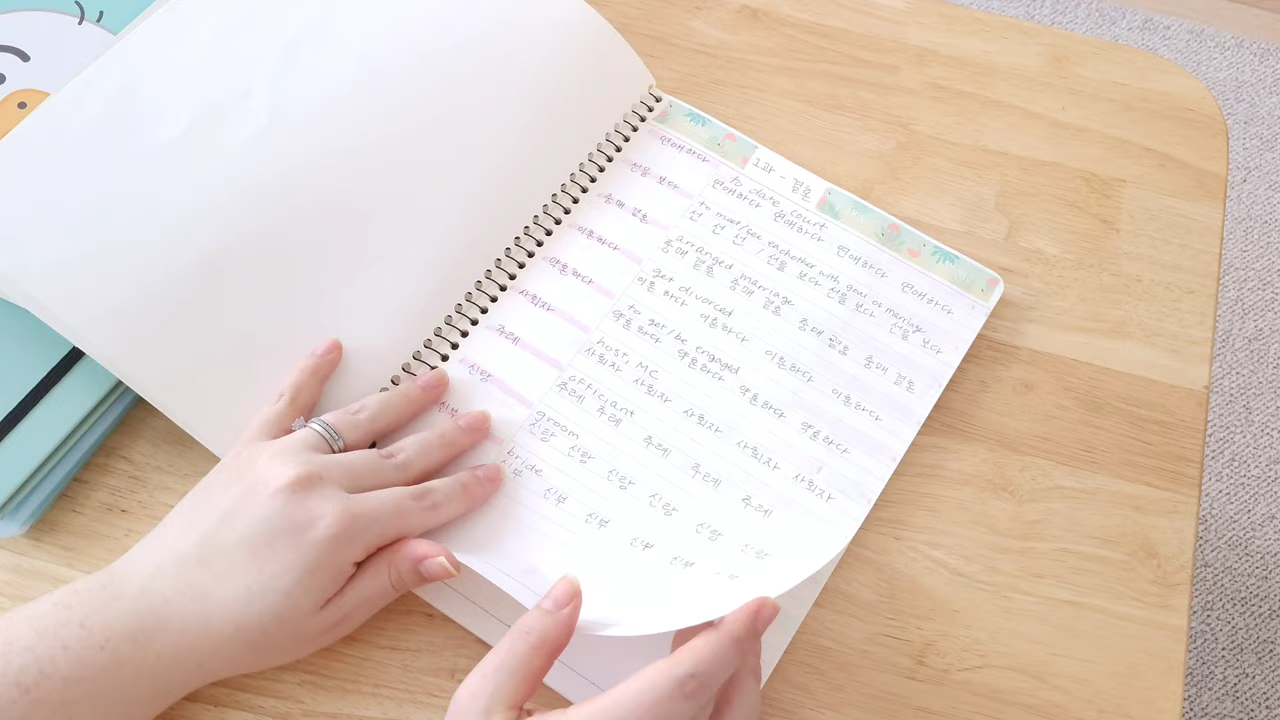 1과 - 결혼
연애하다
to date, court
연애하다 연애하다 연애하다 연애하다
선을 보다
to meet/see eachother with goal of marriage
선 선 선 / 선을 보다 선을 보다 선을 보다
중매 결혼
arranged marriage
중매 결혼 중매 결혼 중매 결혼 중매 결혼
이혼하다
get divorced
이혼하다 이혼하다 이혼하다 이혼하다
약혼하다
to get/be engaged
약혼하다 약혼하다 약혼하다 약혼하다
사회자
host, MC
사회자 사회자 사회자 사회자 사회자
주례
officiant
주례 주례 주례 주례 주례
신랑
groom
신랑 신랑 신랑 신랑 신랑 신랑
신부
bride
신부 신부 신부 신부 신부